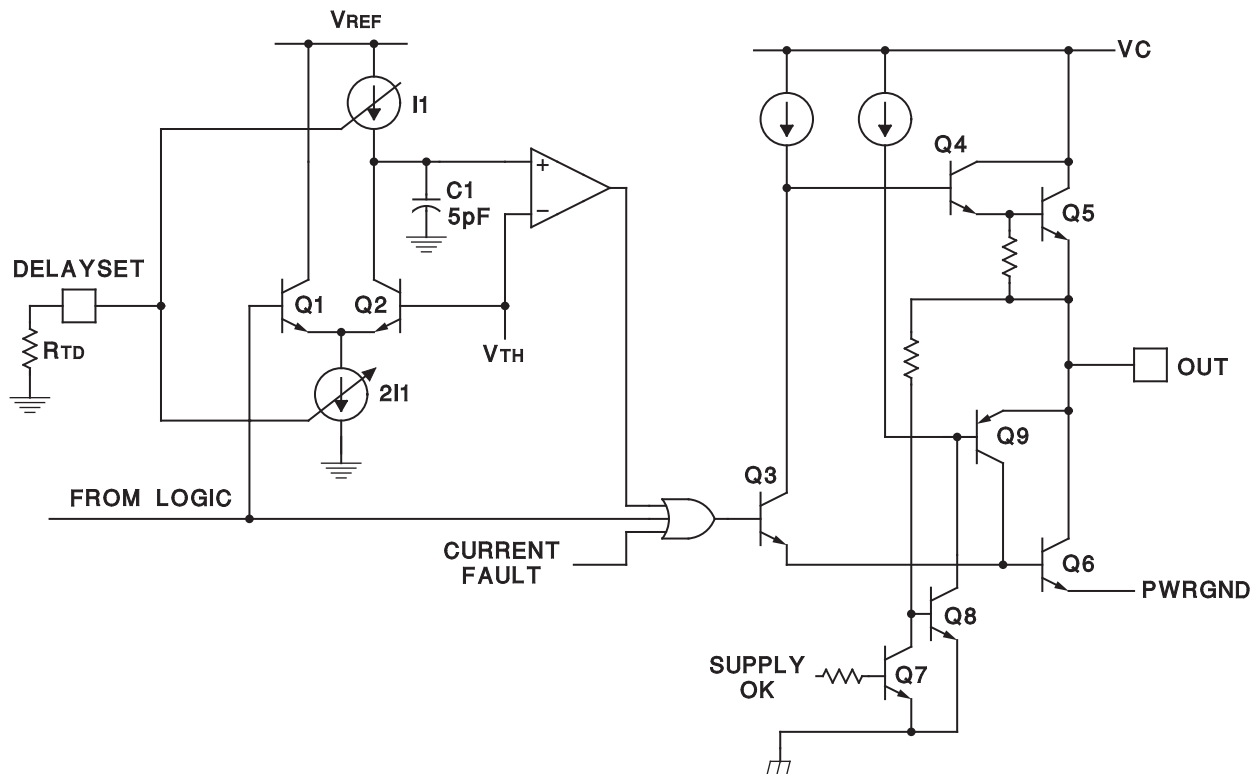 VREF
VC
I1
Q4
+
C1
5pF
−
Q5
DELAYSET
Q1
Q2
RTD
VTH
OUT
2I1
Q9
Q3
FROM LOGIC
CURRENT
FAULT
Q6
PWRGND
Q8
SUPPLY
OK
Q7